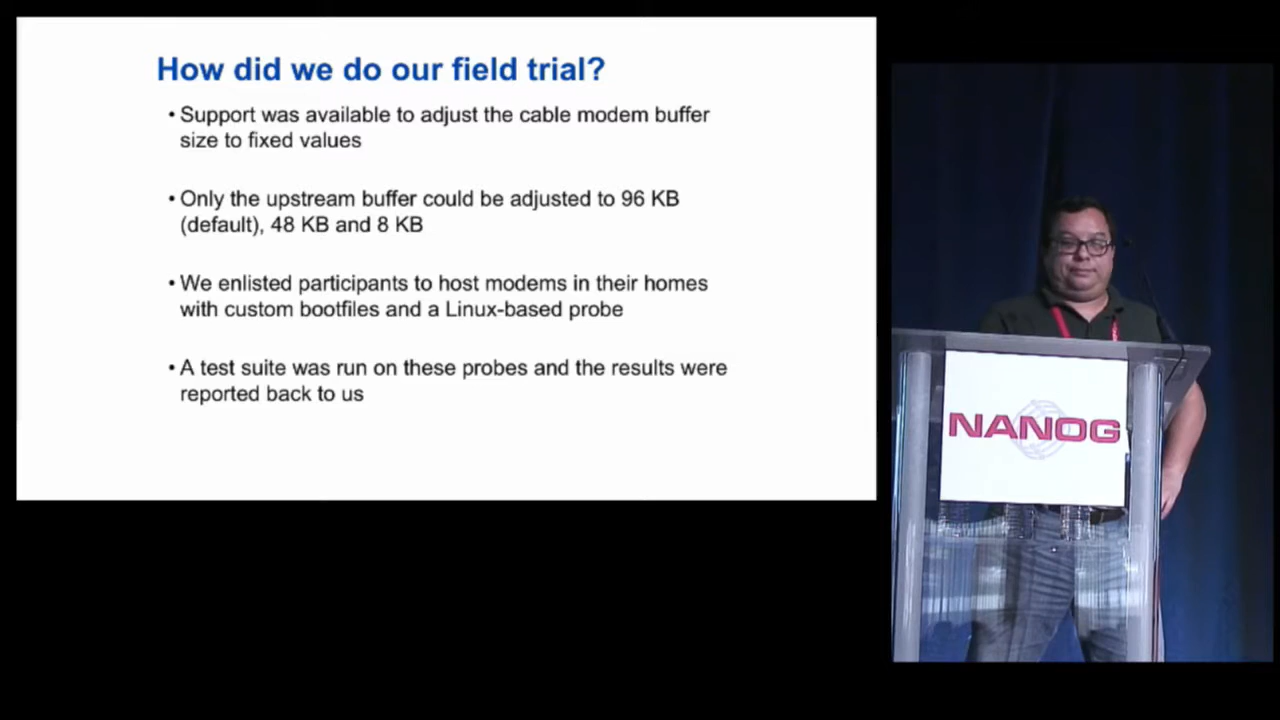 How did we do our field trial?
• Support was available to adjust the cable modem buffer
size to fixed values
• Only the upstream buffer could be adjusted to 96 KB
(default), 48 KB and 8 KB
• We enlisted participants to host modems in their homes
with custom bootfiles and a Linux-based probe
• A test suite was run on these probes and the results were
reported back to us
NANOG